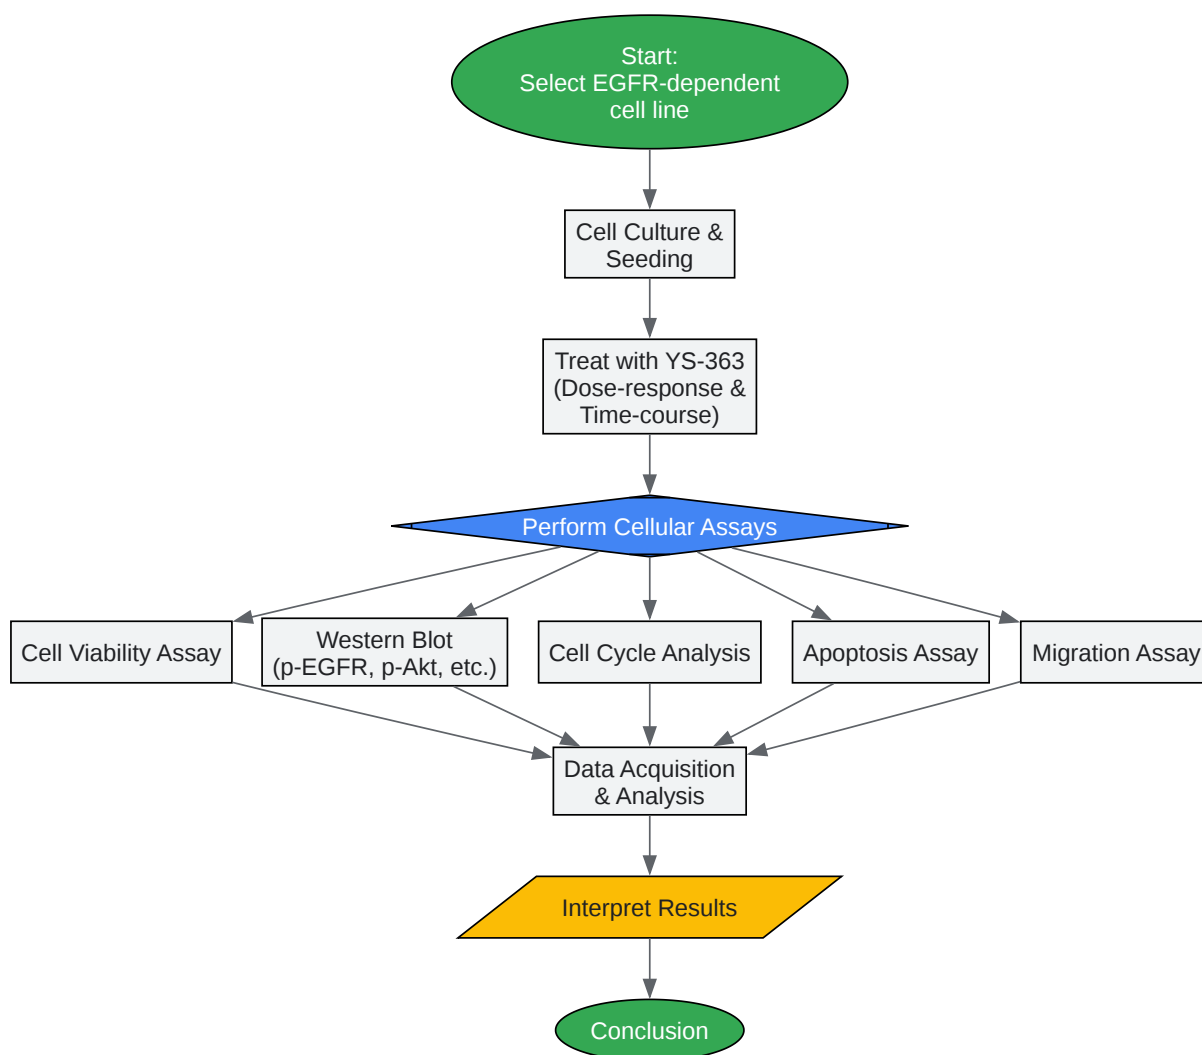 Start:
Select EGFR-dependent
cell line
Cell Culture &
Seeding
Treat with YS-363
(Dose-response &
Time-course)
Perform Cellular Assays
Cell Viability Assay
Western Blot
(p-EGFR, p-Akt, etc.)
Cell Cycle Analysis
Apoptosis Assay
Migration Assay
Data Acquisition
& Analysis
Interpret Results
Conclusion